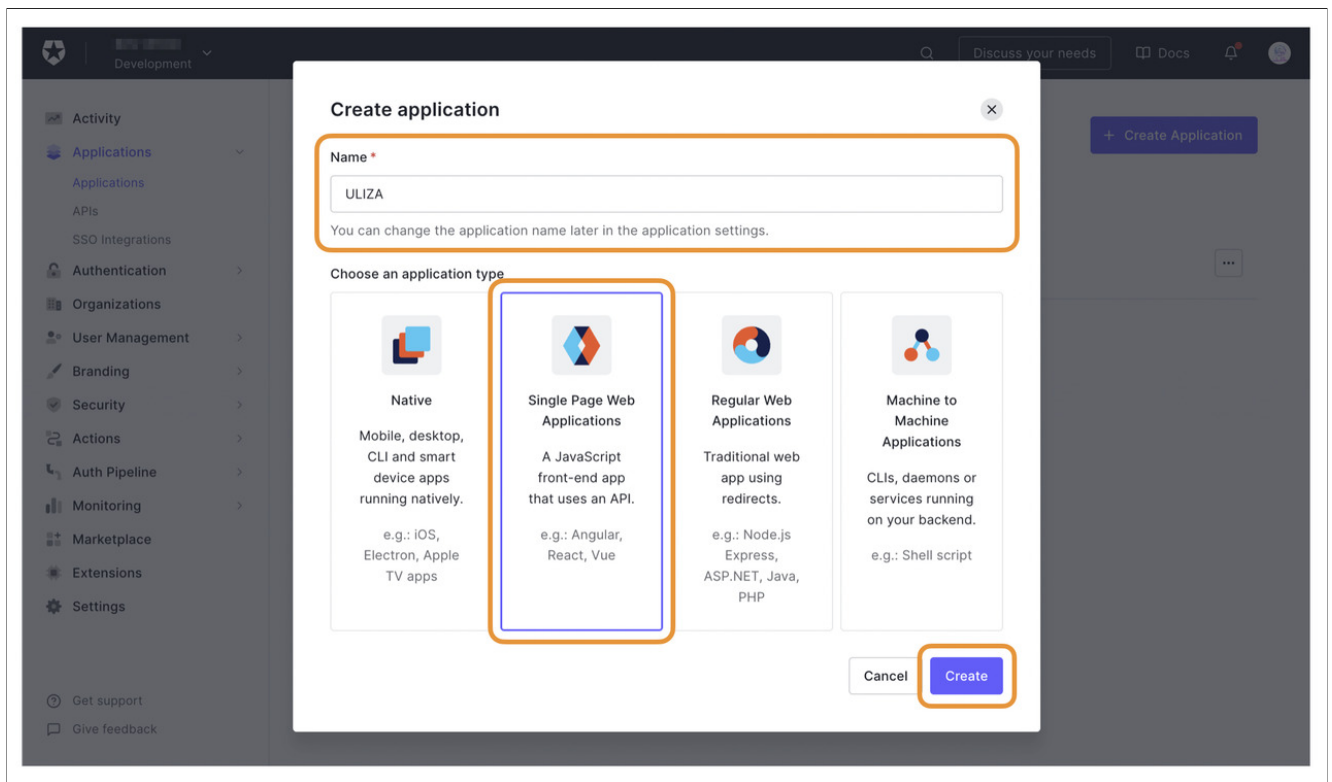 Development
Discuss your needs
Docs
Activity
Applications
Applications
APIs
SSO Integrations
Authentication
Organizations
User Management
Branding
Security
Actions
Auth Pipeline
Monitoring
Marketplace
Extensions
Settings
Get support
Give feedback
+ Create Application
Create application
Name *
ULIZA
You can change the application name later in the application settings.
Choose an application type
Native
Mobile, desktop,
CLI and smart
device apps
running natively.
e.g.: iOS,
Electron, Apple
TV apps
Single Page Web
Applications
A JavaScript
front-end app
that uses an API.
e.g.: Angular,
React, Vue
Regular Web
Applications
Traditional web
app using
redirects.
e.g.: Node.js
Express,
ASP.NET, Java,
PHP
Machine to
Machine
Applications
CLIs, daemons or
services running
on your backend.
e.g.: Shell script
Cancel
Create